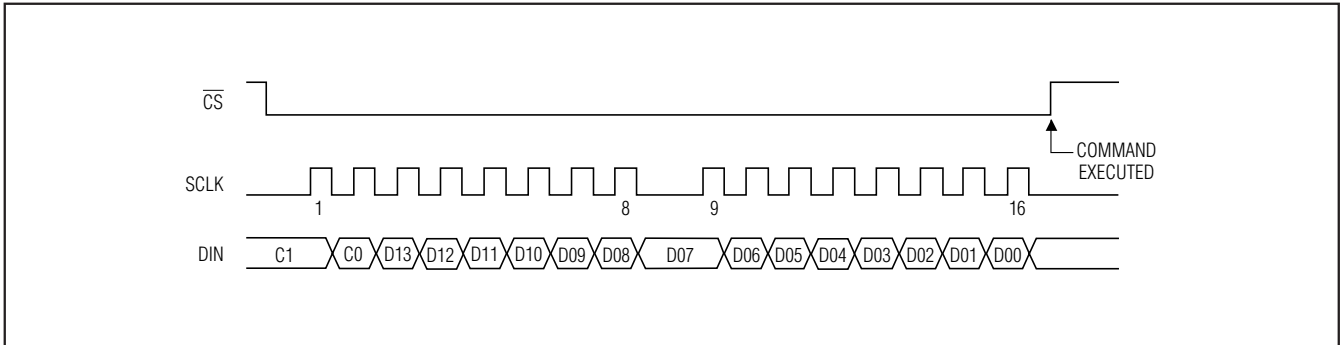 CS
COMMAND
EXECUTED
SCLK
1 8 9 16
DIN C1 C0 D13 D12 D11 D10 D09 D08 D07 D06 D05 D04 D03 D02 D01 D00